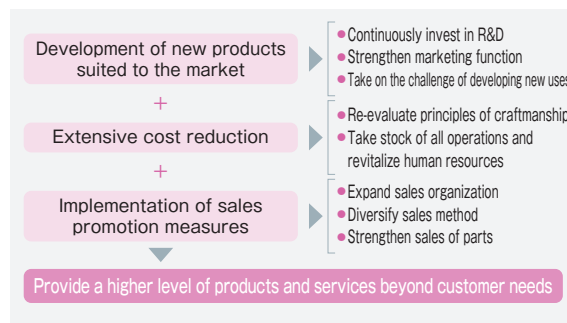 Development of new products
suited to the market
• Continuously invest in R&D
• Strengthen marketing function
• Take on the challenge of developing new uses
+
Extensive cost reduction
• Re-evaluate principles of craftmanship
• Take stock of all operations and
revitalize human resources
+
Implementation of sales
promotion measures
• Expand sales organization
• Diversify sales method
• Strengthen sales of parts
Provide a higher level of products and services beyond customer needs